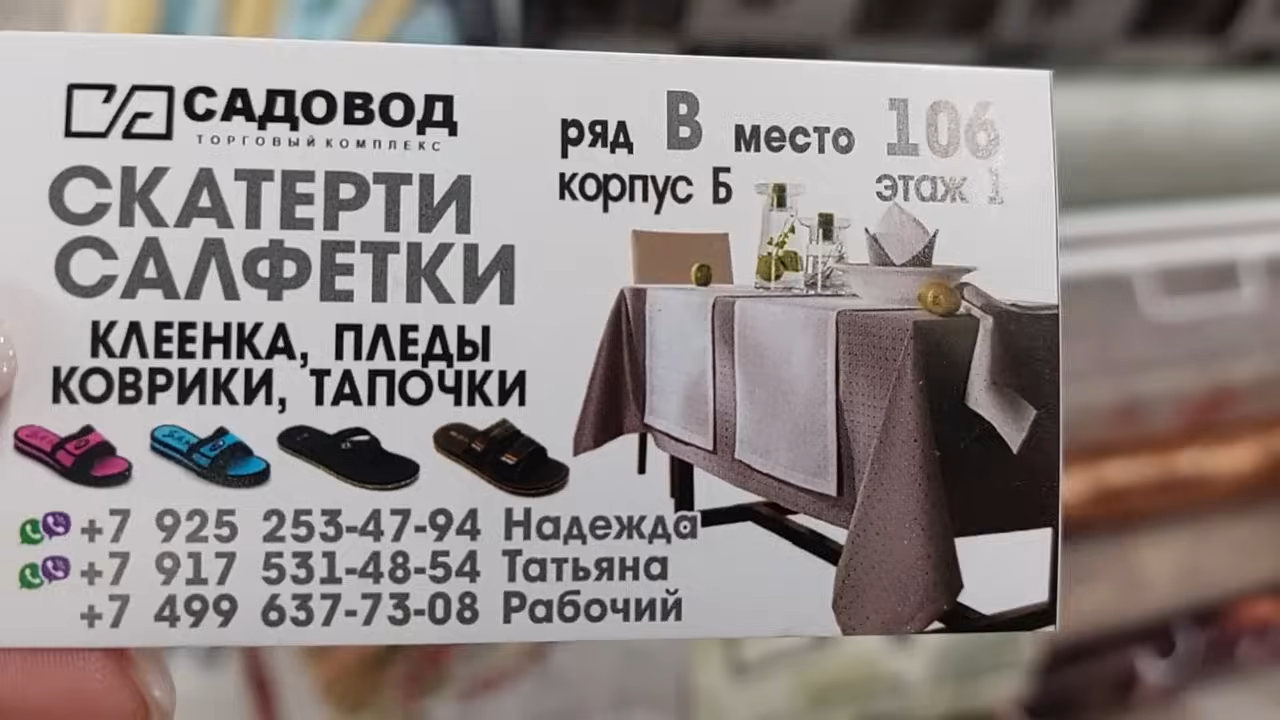 САДОВОД
ТОРГОВЫЙ КОМПЛЕКС
ряд В место 106
корпус Б этаж 1
СКАТЕРТИ
САЛФЕТКИ
КЛЕЕНКА, ПЛЕДЫ
КОВРИКИ, ТАПОЧКИ
+7 925 253-47-94 Надежда
+7 917 531-48-54 Татьяна
+7 499 637-73-08 Рабочий